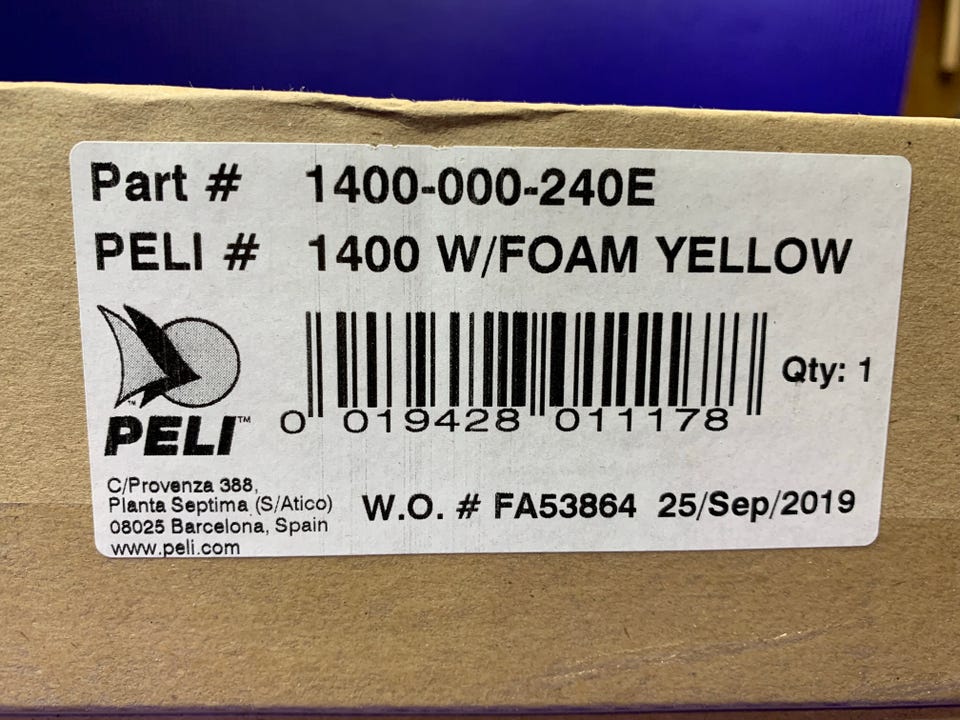 Part # 1400-000-240E
PELI # 1400 W/FOAM YELLOW
Qty: 1
0 019428 011178
PELI™
C/Provenza 388,
Planta Septima (S/Atico)
08025 Barcelona, Spain
www.peli.com
W.O. # FA53864 25/Sep/2019